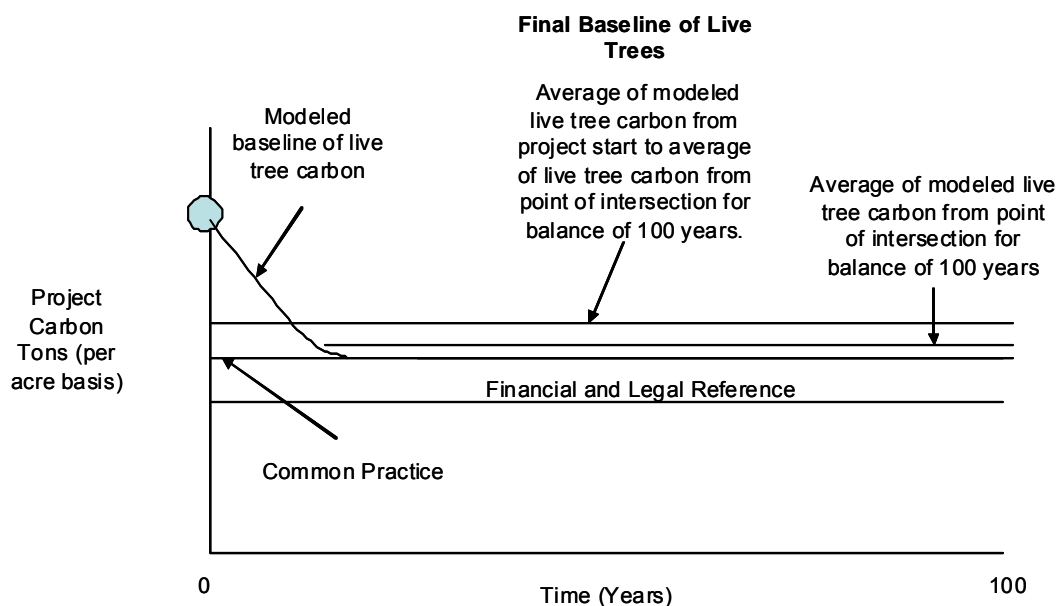 Final Baseline of Live
Trees
Average of modeled
live tree carbon from
project start to average
of live tree carbon from
point of intersection for
balance of 100 years.
Modeled
baseline of live
tree carbon
Average of modeled live
tree carbon from point
of intersection for
balance of 100 years
Project
Carbon
Tons (per
acre basis)
Financial and Legal Reference
Common Practice
0
Time (Years)
100